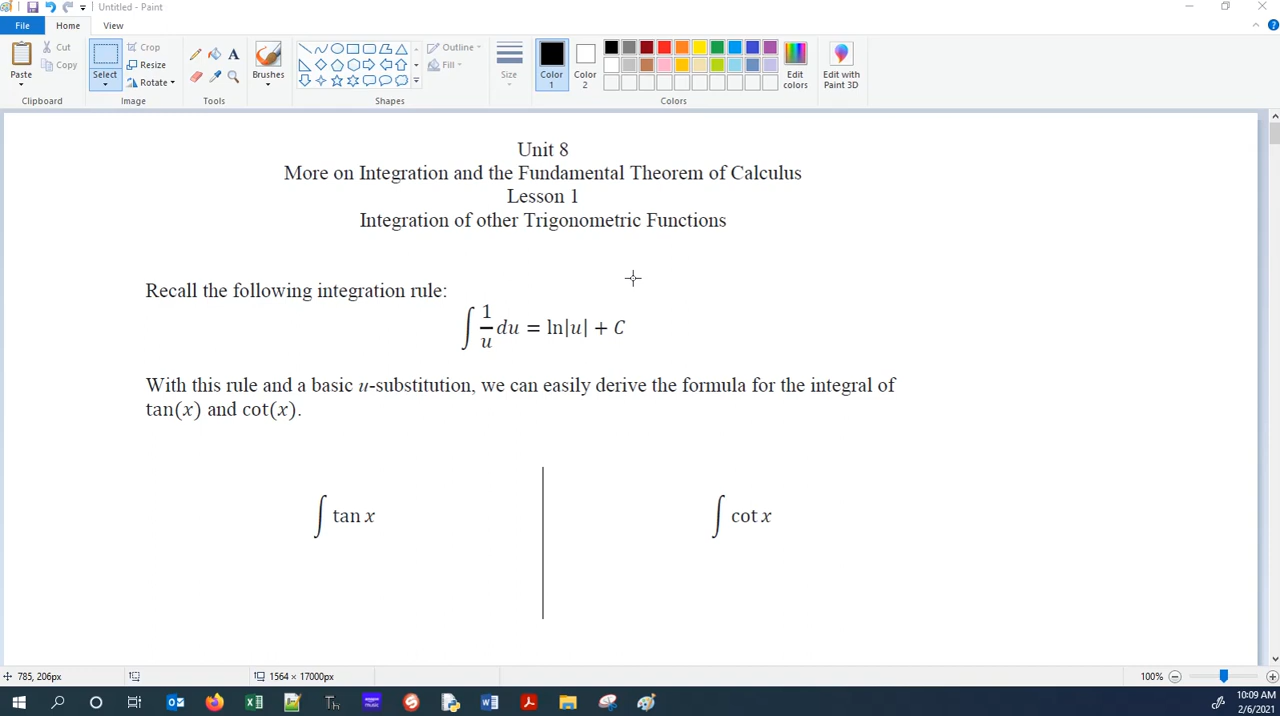 Untitled - Paint
File Home View
Paste
Cut
Copy
Clipboard
Select
Crop
Resize
Rotate
Image
Tools
Brushes
Shapes
Outline
Fill
Size
Color 1
Color 2
Colors
Edit colors
Edit with Paint 3D
Unit 8
More on Integration and the Fundamental Theorem of Calculus
Lesson 1
Integration of other Trigonometric Functions
Recall the following integration rule:
∫ 1/u du = ln|u| + C
With this rule and a basic u-substitution, we can easily derive the formula for the integral of
tan(x) and cot(x).
∫ tan x
∫ cot x
785, 206px
1564 × 17000px
100%
10:09 AM
2/6/2021